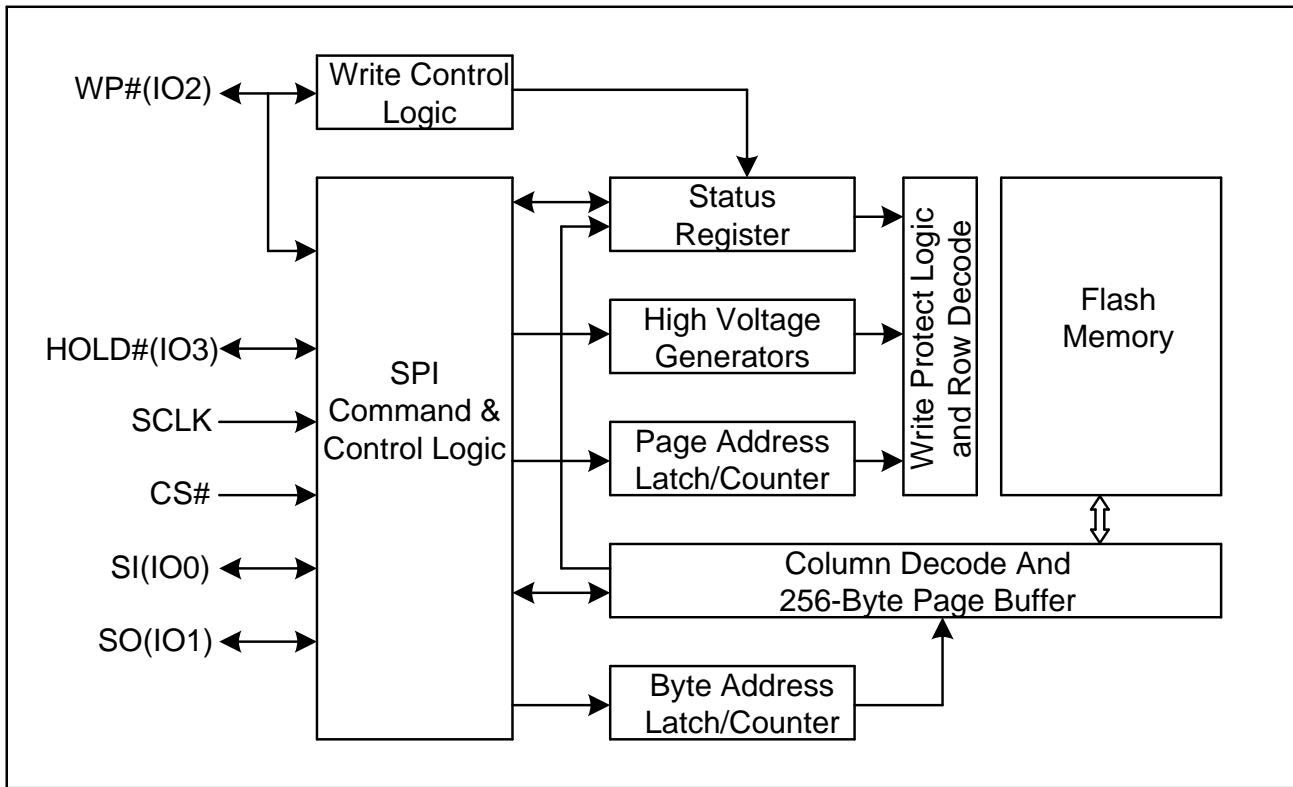 WP#(IO2)
Write Control
Logic
Status
Register
Write Protect Logic
and Row Decode
Flash
Memory
High Voltage
Generators
HOLD#(IO3)
SPI
Command &
Control Logic
SCLK
Page Address
Latch/Counter
CS#
SI(IO0)
Column Decode And
256-Byte Page Buffer
SO(IO1)
Byte Address
Latch/Counter